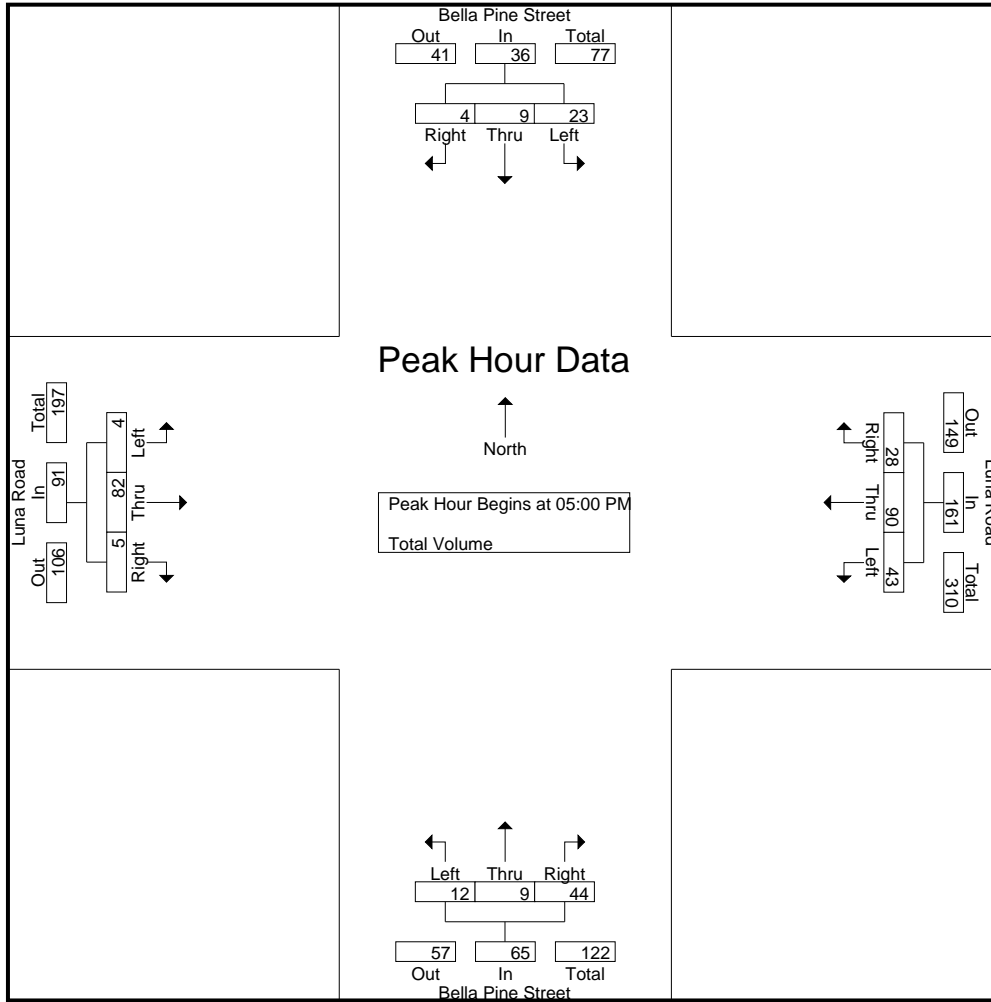 Bella Pine Street
Out In Total
41 36 77
4 9 23
Right Thru Left
Peak Hour Data
North
Peak Hour Begins at 05:00 PM
Total Volume
Luna Road
Total In Out
197 91 106
4 82 5
Left Thru Right
Luna Road
Out In Total
149 161 310
28 90 43
Right Thru Left
Left Thru Right
12 9 44
57 65 122
Out In Total
Bella Pine Street